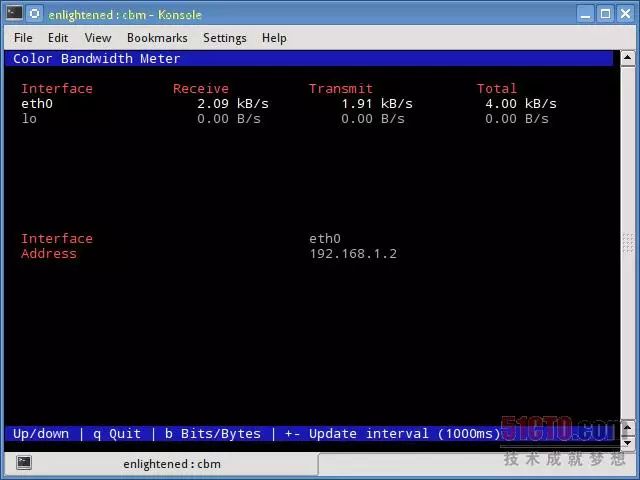 enlightened : cbm - Konsole
File Edit View Bookmarks Settings Help
Color Bandwidth Meter
Interface Receive Transmit Total
eth0 2.09 kB/s 1.91 kB/s 4.00 kB/s
lo 0.00 B/s 0.00 B/s 0.00 B/s
Interface eth0
Address 192.168.1.2
Up/down | q Quit | b Bits/Bytes | +- Update interval (1000ms)
51CTO.com
技术成就梦想
enlightened : cbm